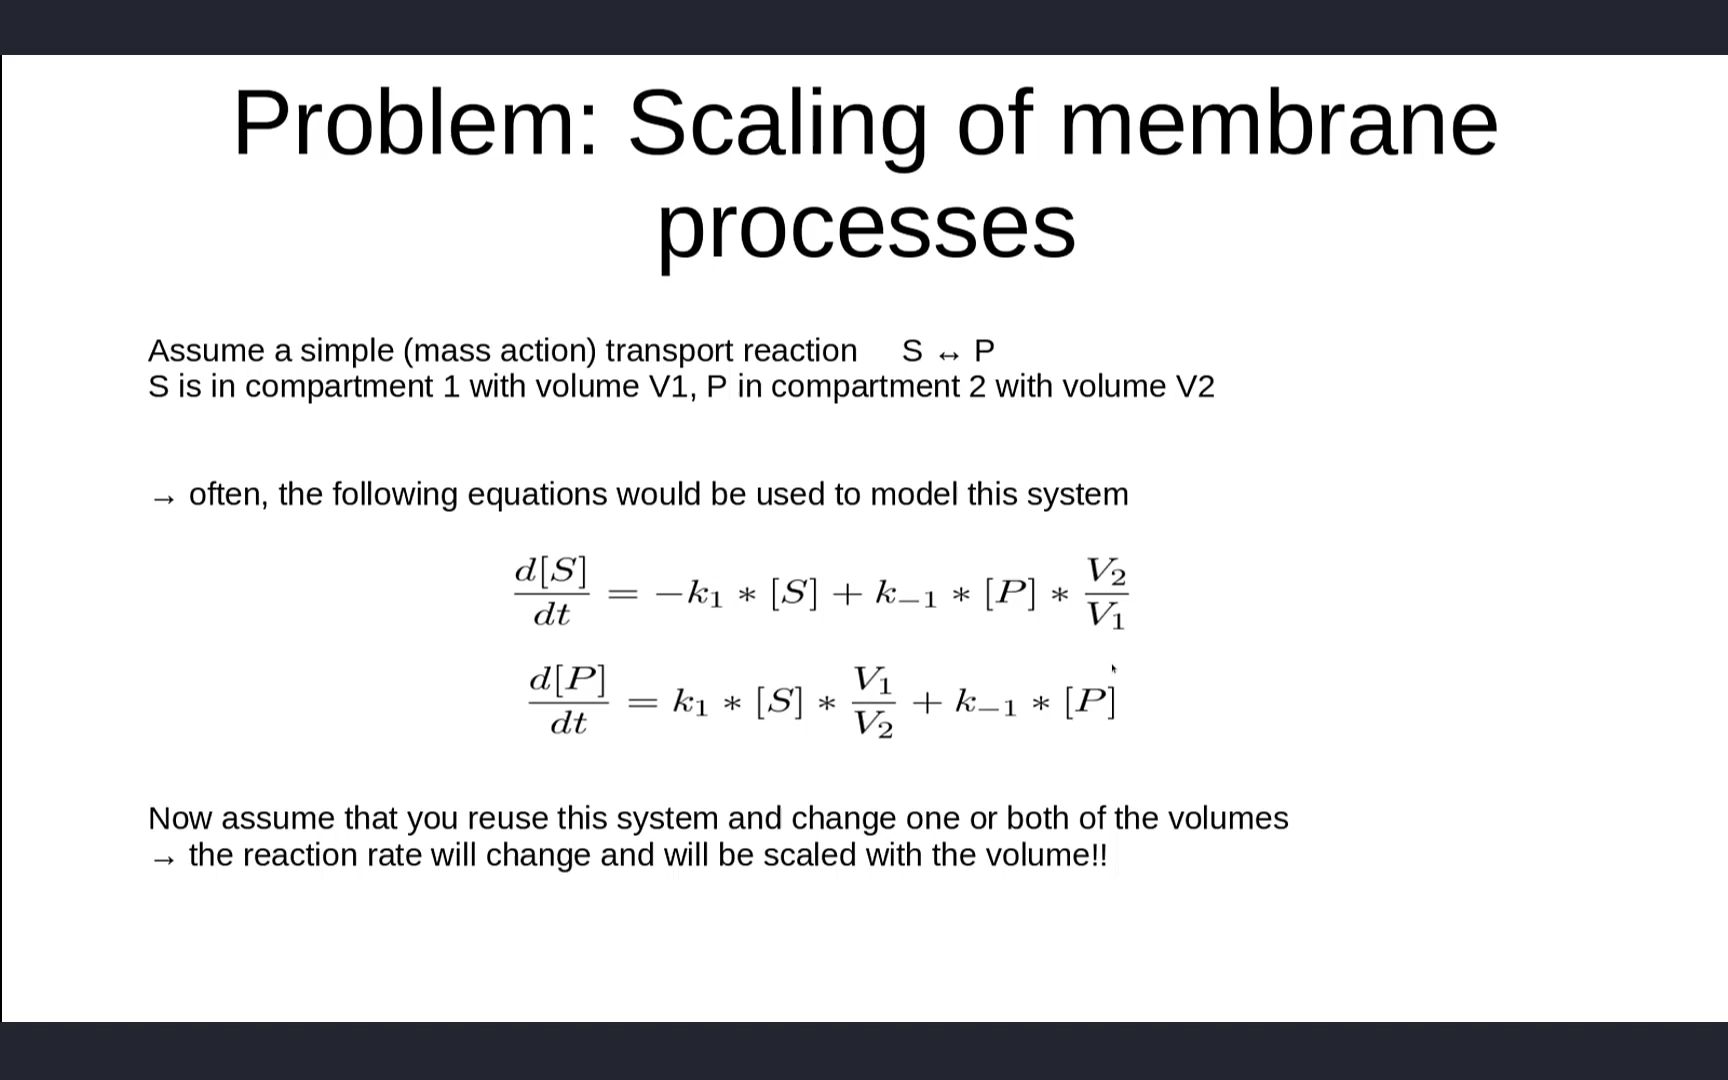 Problem: Scaling of membrane
processes
Assume a simple (mass action) transport reaction S ↔ P
S is in compartment 1 with volume V1, P in compartment 2 with volume V2
→ often, the following equations would be used to model this system
d[S]/dt = −k₁ * [S] + k₋₁ * [P] * V₂/V₁
d[P]/dt = k₁ * [S] * V₁/V₂ + k₋₁ * [P]
Now assume that you reuse this system and change one or both of the volumes
→ the reaction rate will change and will be scaled with the volume!!